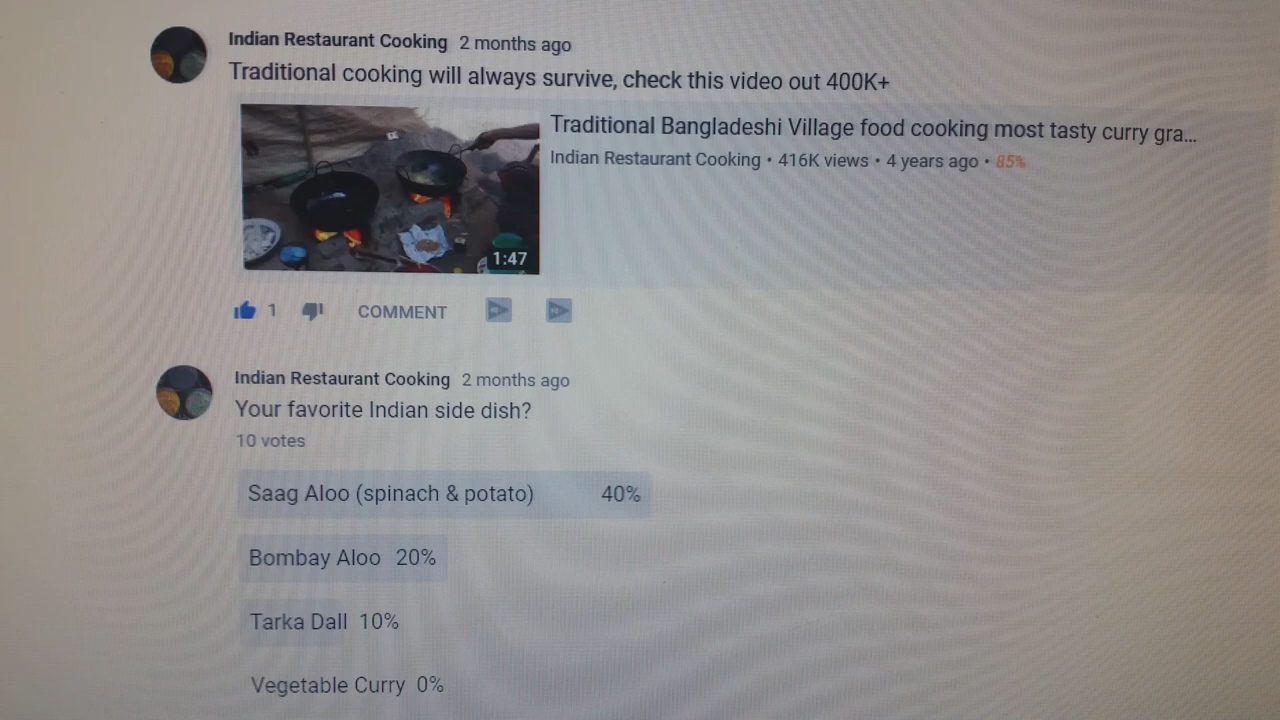 Indian Restaurant Cooking 2 months ago
Traditional cooking will always survive, check this video out 400K+
Traditional Bangladeshi Village food cooking most tasty curry gra...
Indian Restaurant Cooking • 416K views • 4 years ago • 85%
1:47
1 COMMENT
Indian Restaurant Cooking 2 months ago
Your favorite Indian side dish?
10 votes
Saag Aloo (spinach & potato) 40%
Bombay Aloo 20%
Tarka Dall 10%
Vegetable Curry 0%